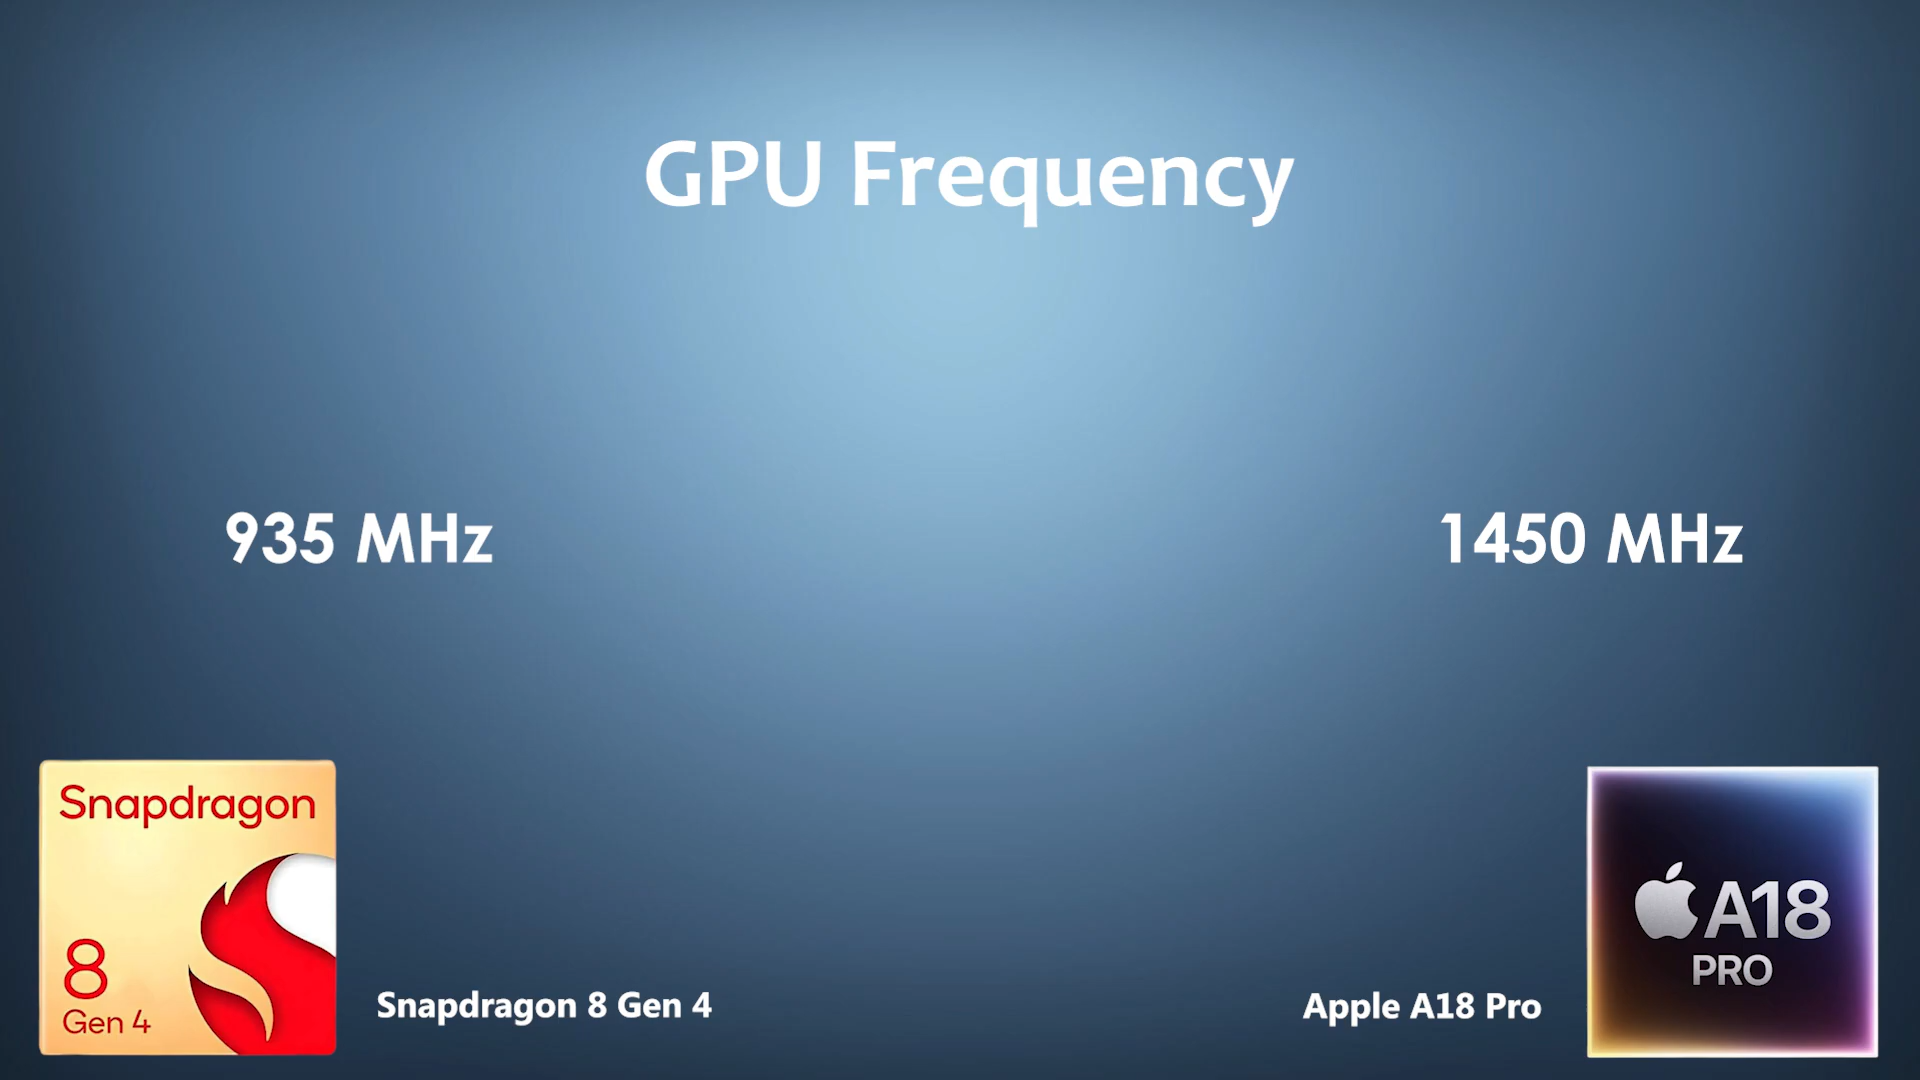 GPU Frequency
935 MHz
1450 MHz
Snapdragon
8
Gen 4
Snapdragon 8 Gen 4
Apple A18 Pro
A18
PRO